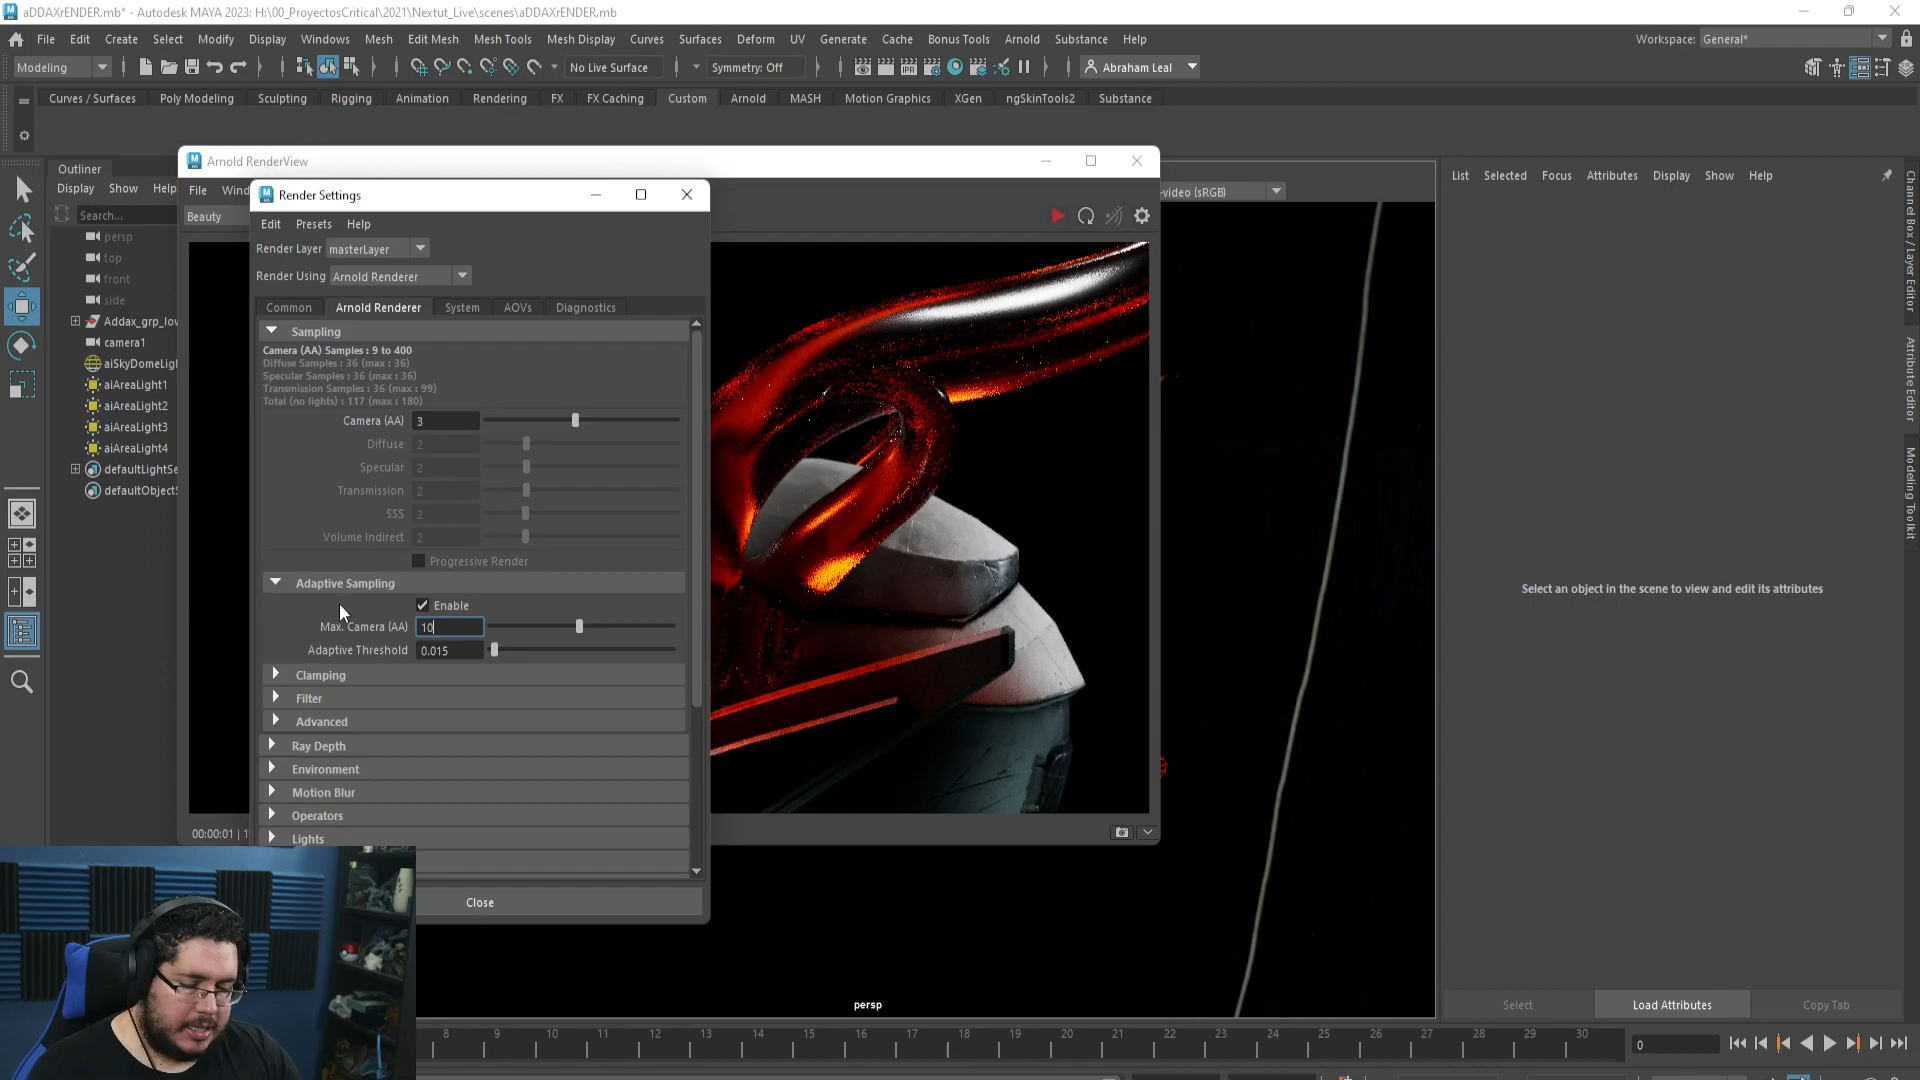 aDDAXrENDER.mb* - Autodesk MAYA 2023: H:\00_ProyectosCritical\2021\Nextut_Live\scenes\aDDAXrENDER.mb
File Edit Create Select Modify Display Windows Mesh Edit Mesh Mesh Tools Mesh Display Curves Surfaces Deform UV Generate Cache Bonus Tools Arnold Substance Help
Workspace: General*
Modeling
No Live Surface
Symmetry: Off
IPR
Abraham Leal
Curves / Surfaces Poly Modeling Sculpting Rigging Animation Rendering FX FX Caching Custom Arnold MASH Motion Graphics XGen ngSkinTools2 Substance
Outliner
Display Show Help
Search...
persp
top
front
side
Addax_grp_lov
camera1
aiSkyDomeLig
aiAreaLight1
aiAreaLight2
aiAreaLight3
aiAreaLight4
defaultLightSe
defaultObjectS
Arnold RenderView
File Wind
Beauty
-video (sRGB)
00:00:01 | 1
Render Settings
Edit Presets Help
Render Layer masterLayer
Render Using Arnold Renderer
Common Arnold Renderer System AOVs Diagnostics
Sampling
Camera (AA) Samples : 9 to 400
Diffuse Samples : 36 (max : 36)
Specular Samples : 36 (max : 36)
Transmission Samples : 36 (max : 99)
Total (no lights) : 117 (max : 180)
Camera (AA) 3
Diffuse 2
Specular 2
Transmission 2
SSS 2
Volume Indirect 2
Progressive Render
Adaptive Sampling
Enable
Max. Camera (AA) 10
Adaptive Threshold 0.015
Clamping
Filter
Advanced
Ray Depth
Environment
Motion Blur
Operators
Lights
Close
persp
List Selected Focus Attributes Display Show Help
Select an object in the scene to view and edit its attributes
Select Load Attributes Copy Tab
Channel Box / Layer Editor
Attribute Editor
Modeling Toolkit
8 9 10 11 12 13 14 15 16 17 18 19 20 21 22 23 24 25 26 27 28 29 30
0